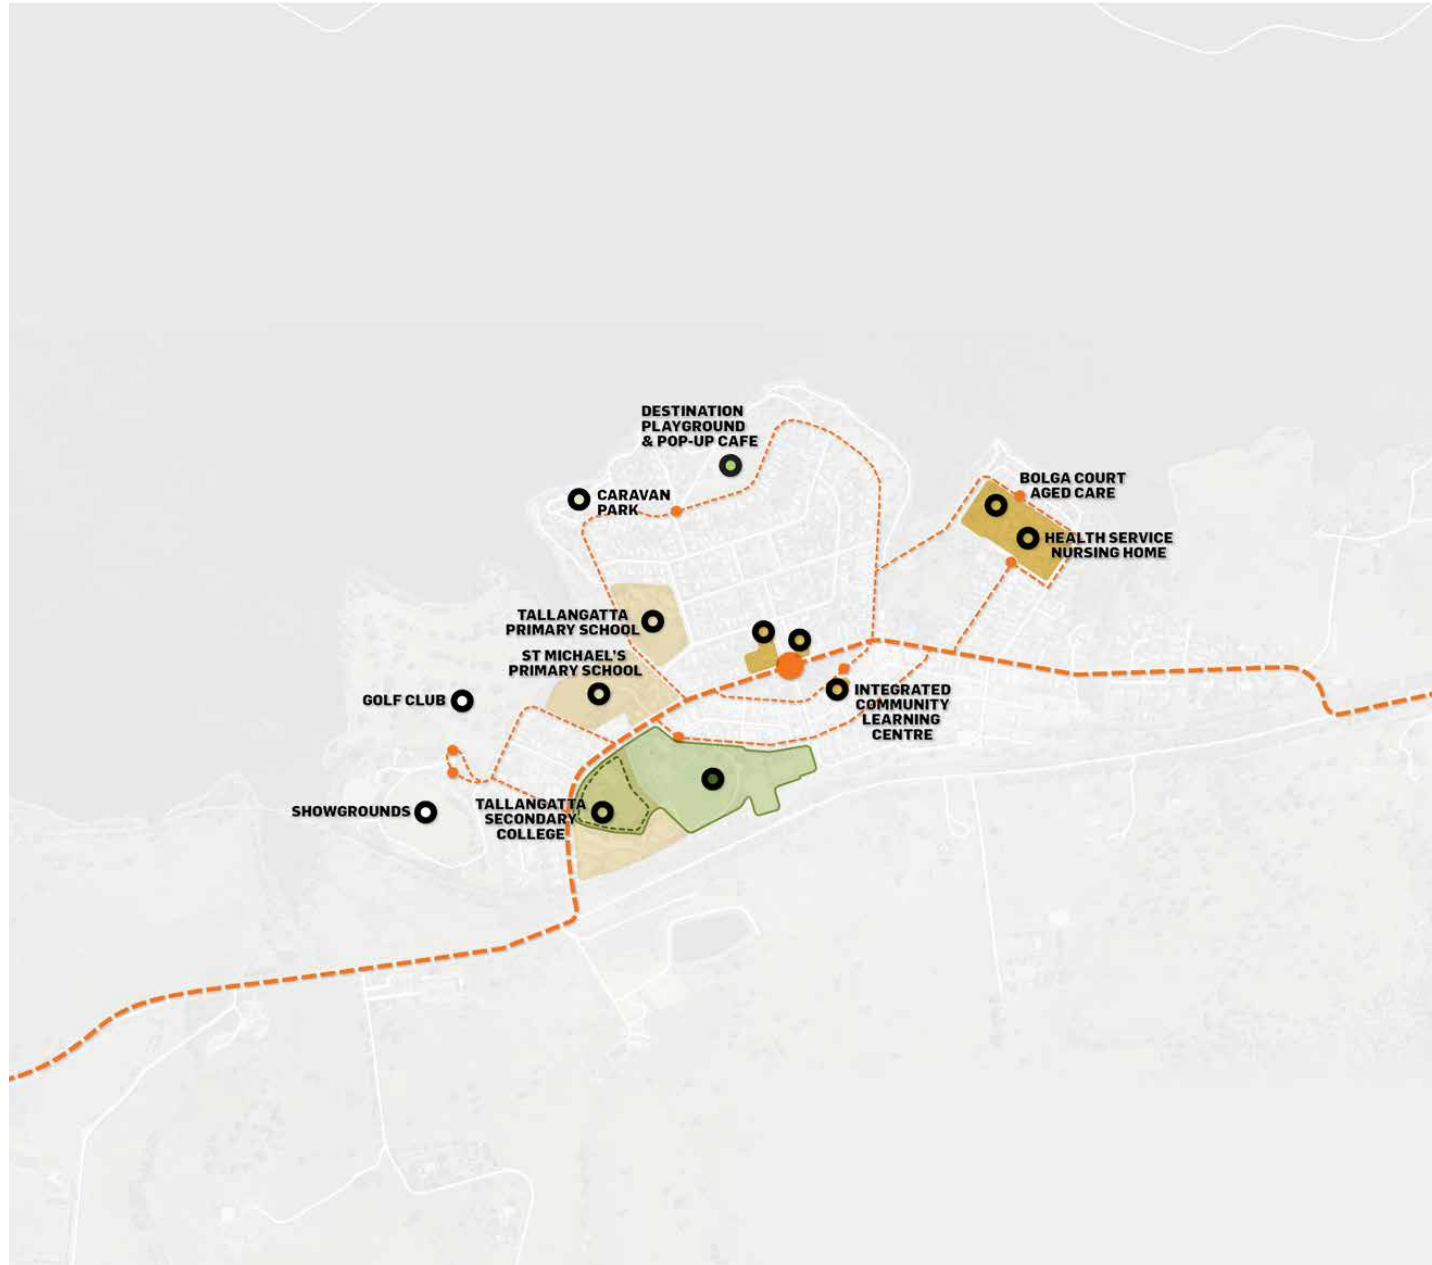 DESTINATION
PLAYGROUND
& POP-UP CAFE
CARAVAN
PARK
BOLGA COURT
AGED CARE
HEALTH SERVICE
NURSING HOME
TALLANGATTA
PRIMARY SCHOOL
ST MICHAEL'S
PRIMARY SCHOOL
GOLF CLUB
INTEGRATED
COMMUNITY
LEARNING
CENTRE
SHOWGROUNDS
TALLANGATTA
SECONDARY
COLLEGE